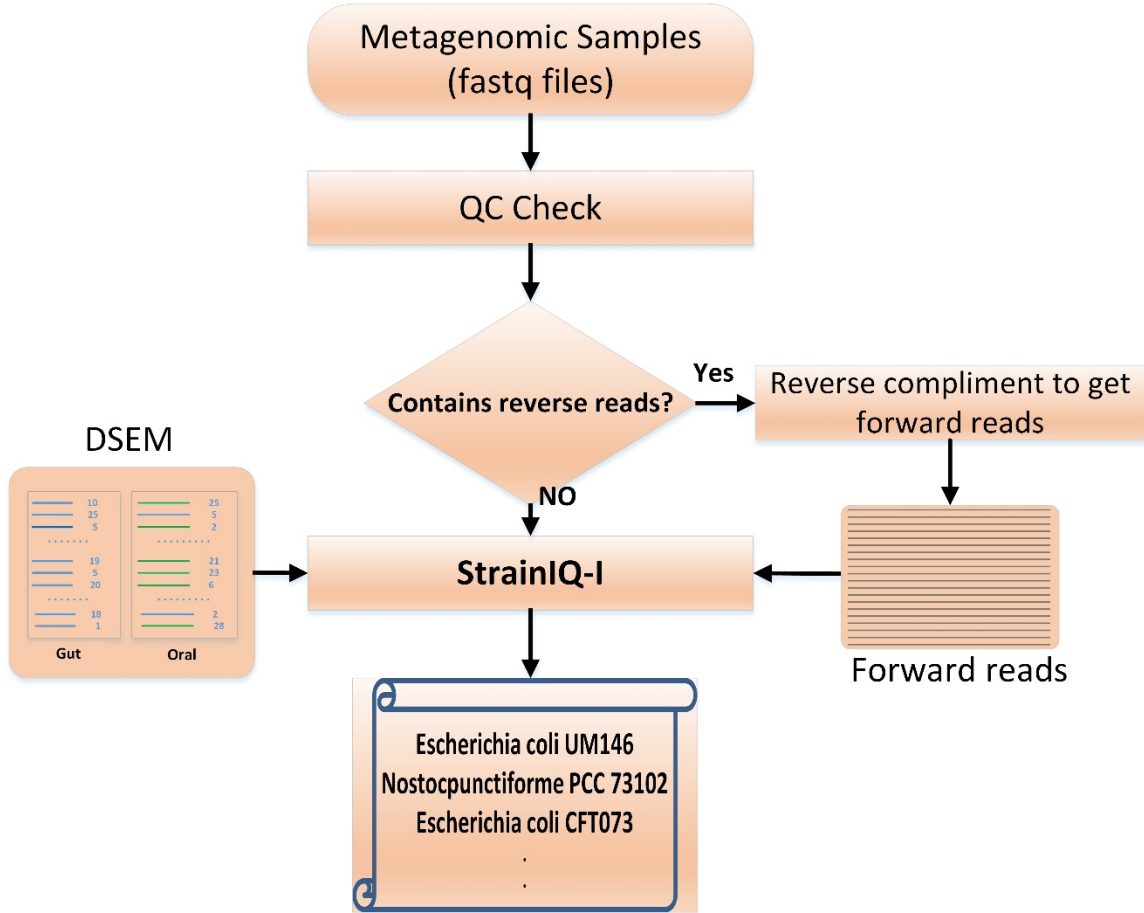 Metagenomic Samples
(fastq files)
QC Check
Contains reverse reads?
Yes
Reverse compliment to get
forward reads
NO
DSEM
10
25
5
.......
19
5
20
.......
18
1
Gut
25
5
2
.........
21
23
6
........
2
28
Oral
StrainIQ-I
Forward reads
Escherichia coli UM146
Nostocpunctiforme PCC 73102
Escherichia coli CFT073
.
.